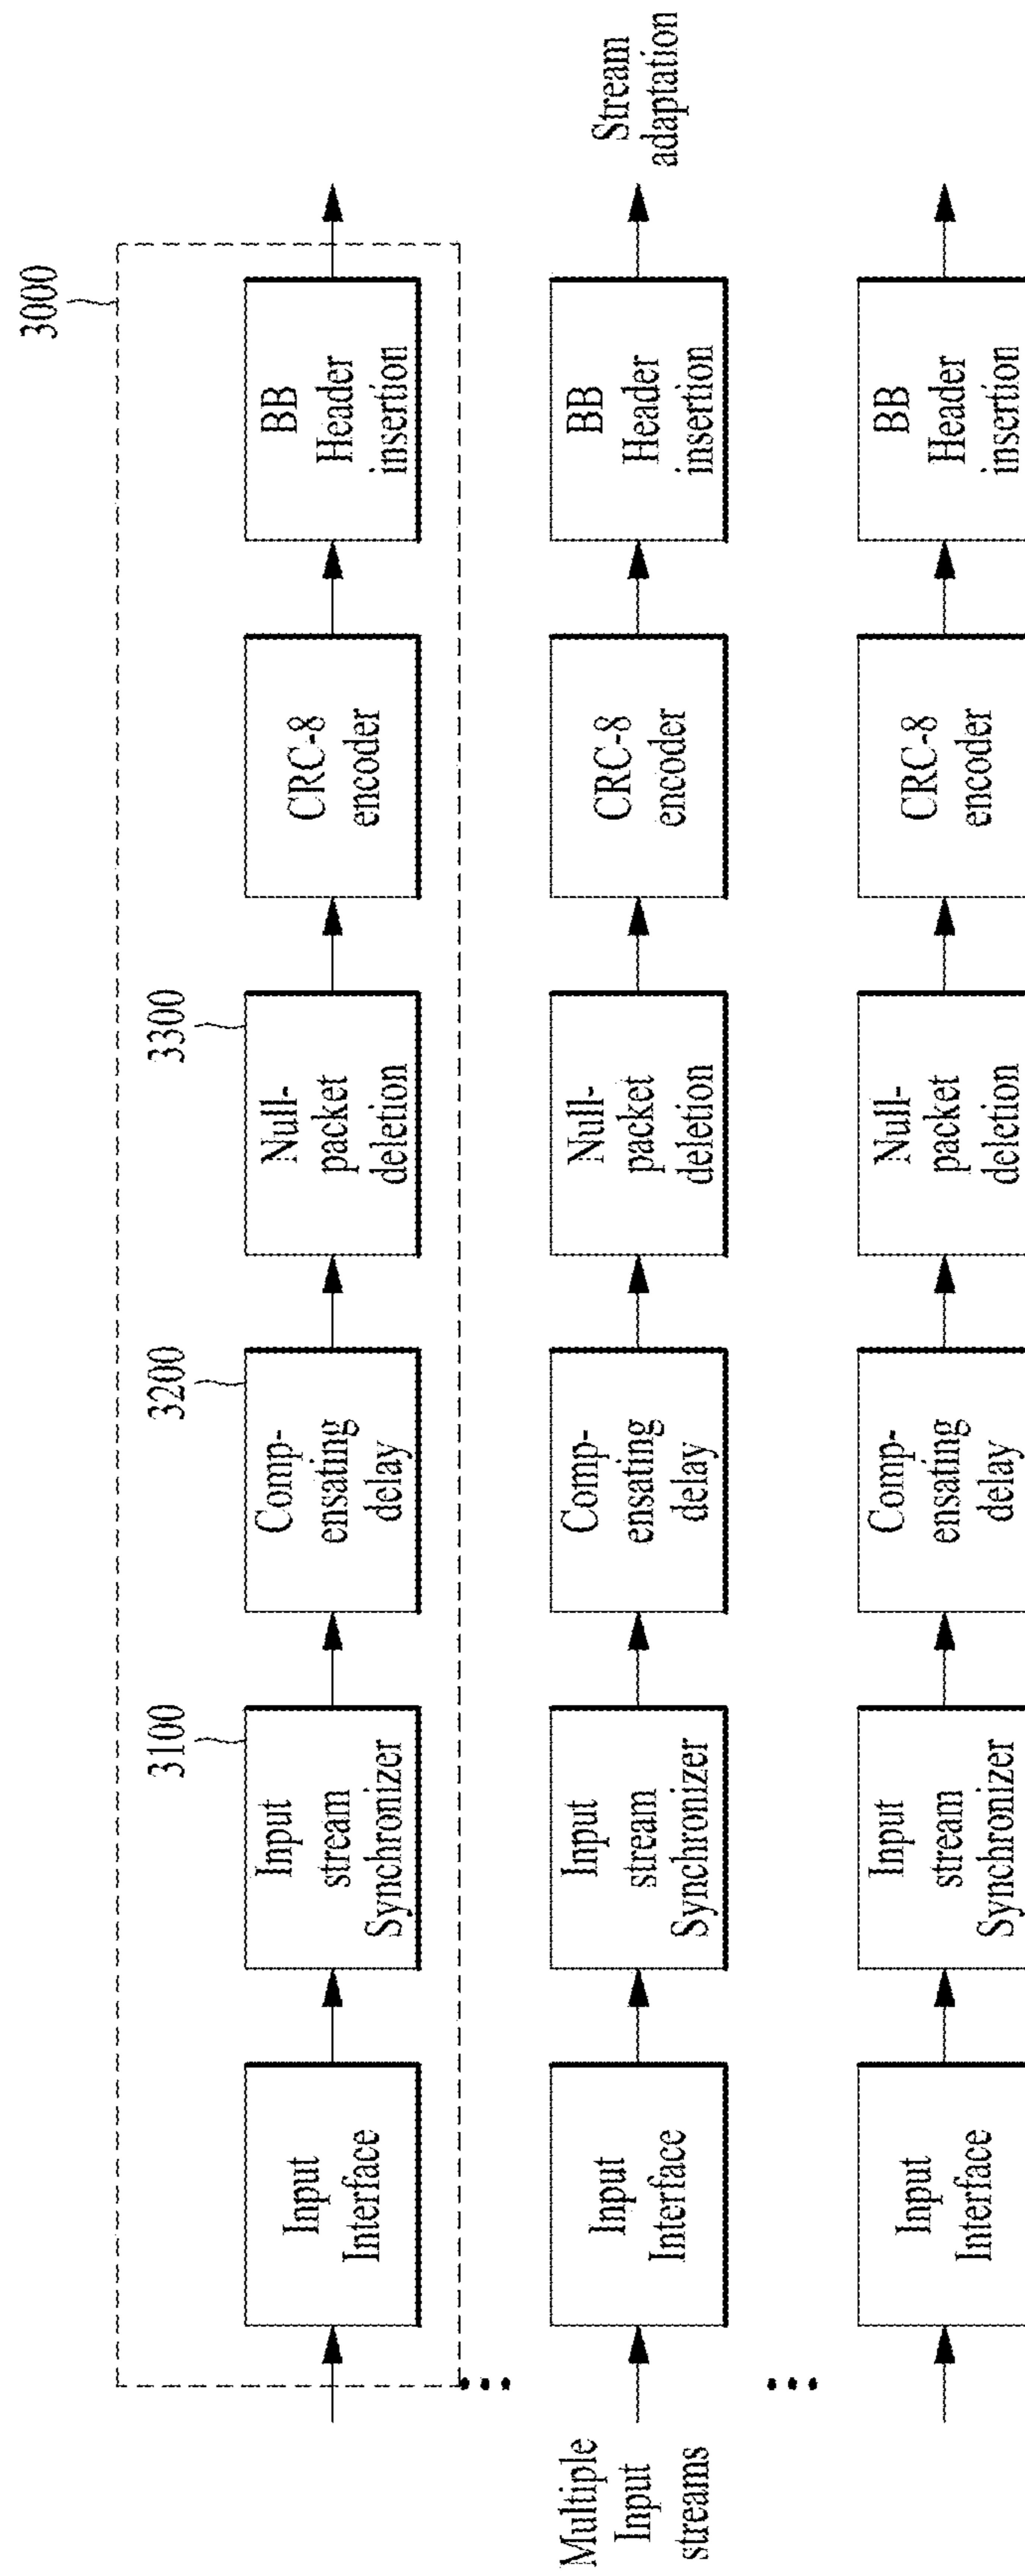 3000
3100
3200
3300
Input
Interface
Input
stream
Synchronizer
Comp-
ensating
delay
Null-
packet
deletion
CRC-8
encoder
BB
Header
insertion
Multiple
Input
streams
Input
Interface
Input
stream
Synchronizer
Comp-
ensating
delay
Null-
packet
deletion
CRC-8
encoder
BB
Header
insertion
Stream
adaptation
Input
Interface
Input
stream
Synchronizer
Comp-
ensating
delay
Null-
packet
deletion
CRC-8
encoder
BB
Header
insertion